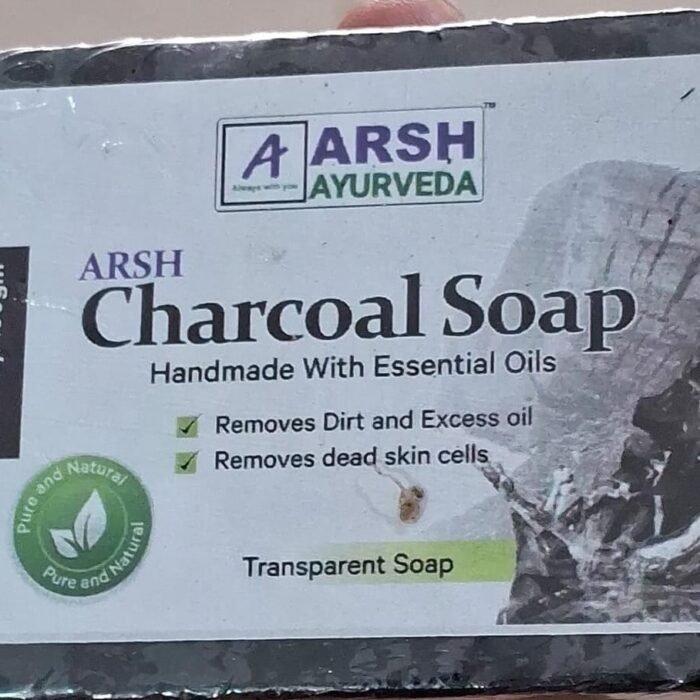 A ARSH
Always with you
AYURVEDA
TM
ARSH
Charcoal Soap
Handmade With Essential Oils
Removes Dirt and Excess oil
Removes dead skin cells
Pure and Natural
Pure and Natural
Transparent Soap